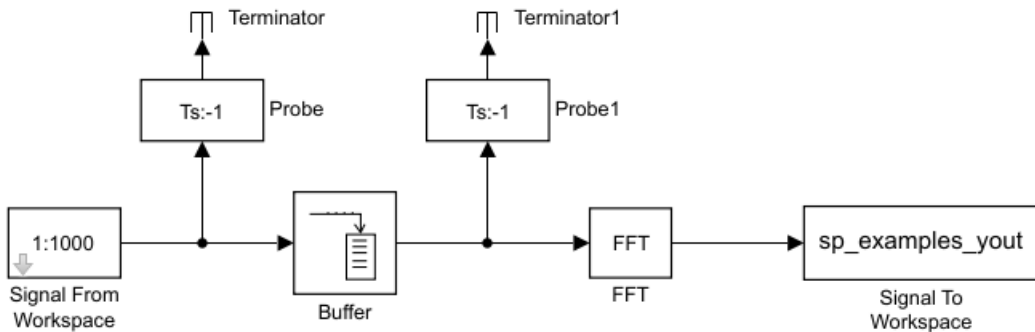 Terminator
Terminator1
Ts:-1
Probe
Ts:-1
Probe1
1:1000
FFT
sp_examples_yout
Signal From
Workspace
Buffer
FFT
Signal To
Workspace